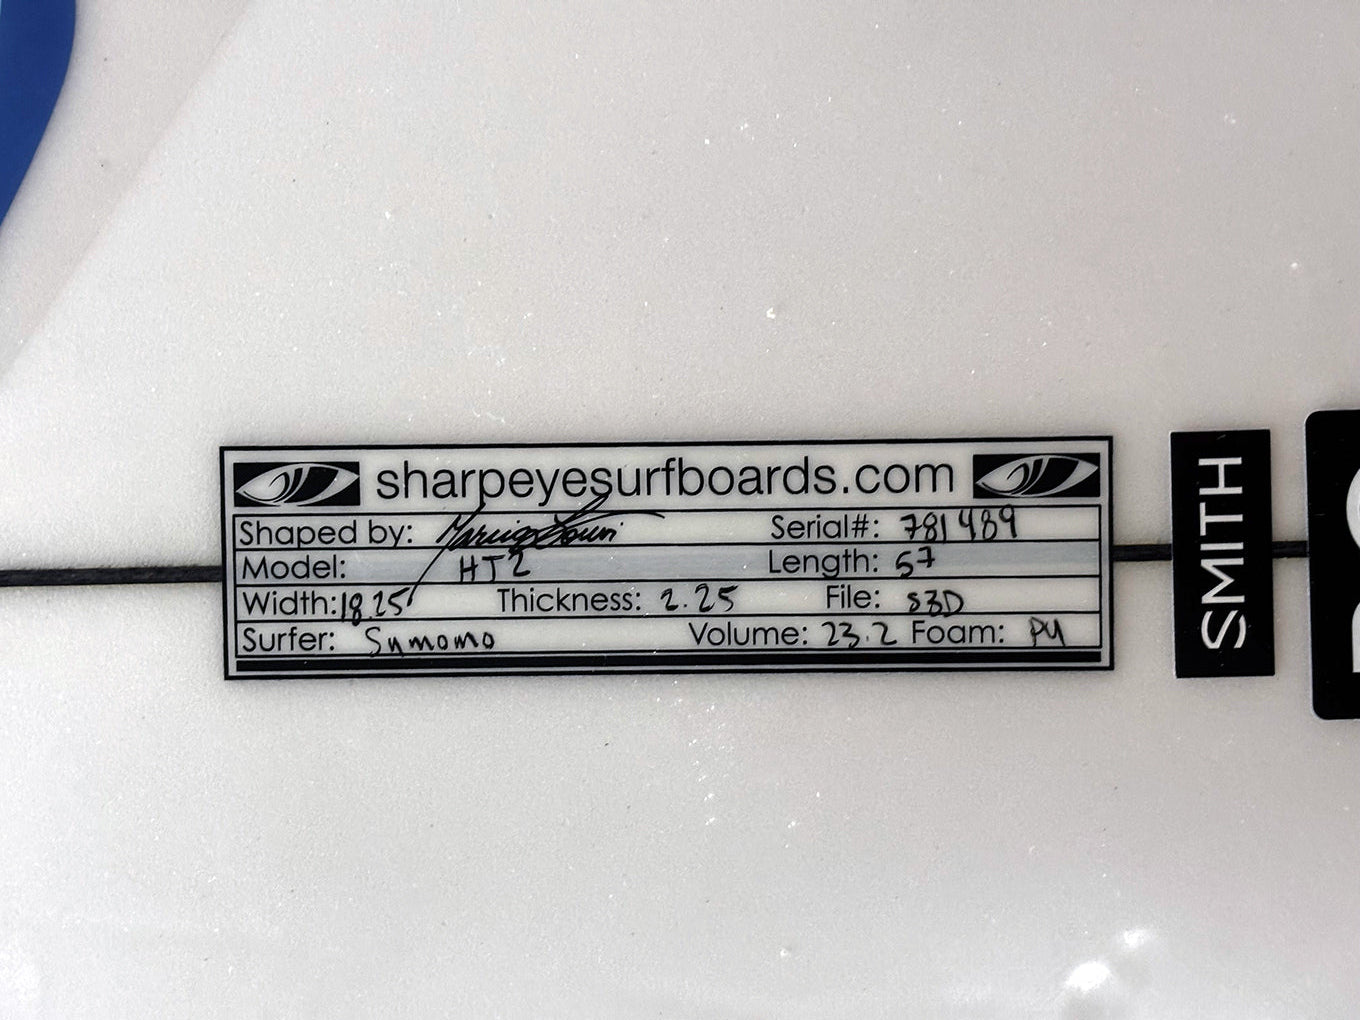 sharpeyesurfboards.com
Shaped by: Serial#: 781489
Model: HT2 Length: 57
Width: 18.25 Thickness: 2.25 File: S3D
Surfer: Sumomo Volume: 23.2 Foam: PU
SMITH